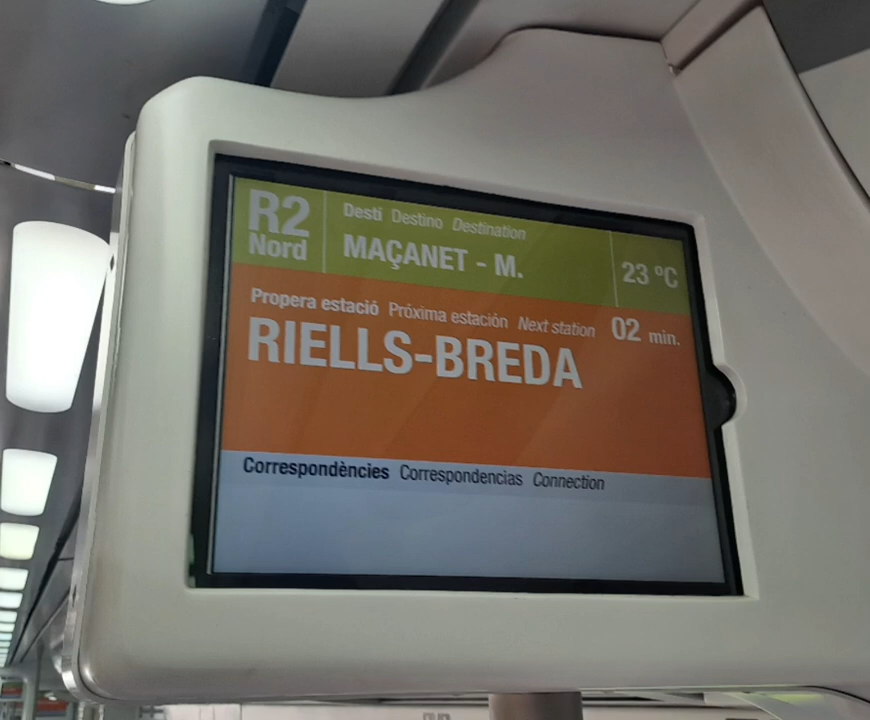 R2
Nord
Destí Destino Destination
MAÇANET - M.
23 ºC
Propera estació Próxima estación Next station 02 min.
RIELLS-BREDA
Correspondències Correspondencias Connection